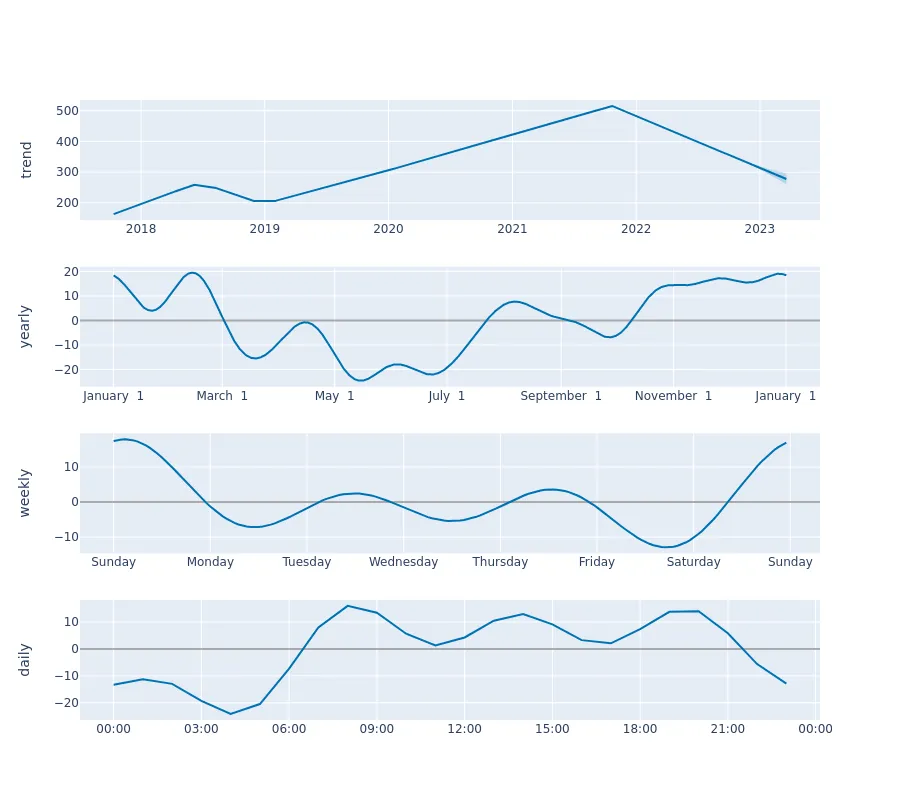 trend
500
400
300
200
2018 2019 2020 2021 2022 2023
yearly
20
10
0
−10
−20
January 1 March 1 May 1 July 1 September 1 November 1 January 1
weekly
10
0
−10
Sunday Monday Tuesday Wednesday Thursday Friday Saturday Sunday
daily
10
0
−10
−20
00:00 03:00 06:00 09:00 12:00 15:00 18:00 21:00 00:00